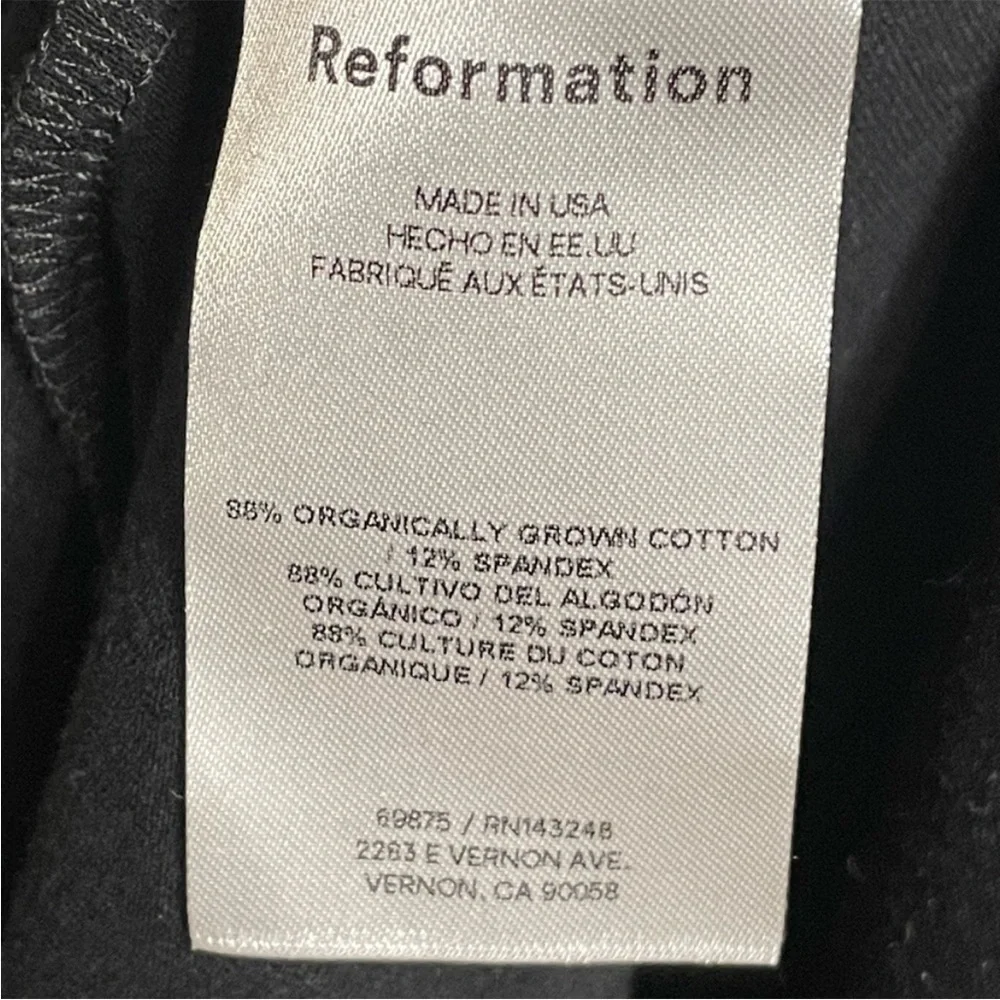 Reformation
MADE IN USA
HECHO EN EE.UU
FABRIQUÉ AUX ÉTATS-UNIS
88% ORGANICALLY GROWN COTTON
/ 12% SPANDEX
88% CULTIVO DEL ALGODÓN
ORGÁNICO / 12% SPANDEX
88% CULTURE DU COTON
ORGANIQUE / 12% SPANDEX
69875 / RN143248
2263 E VERNON AVE.
VERNON, CA 90058